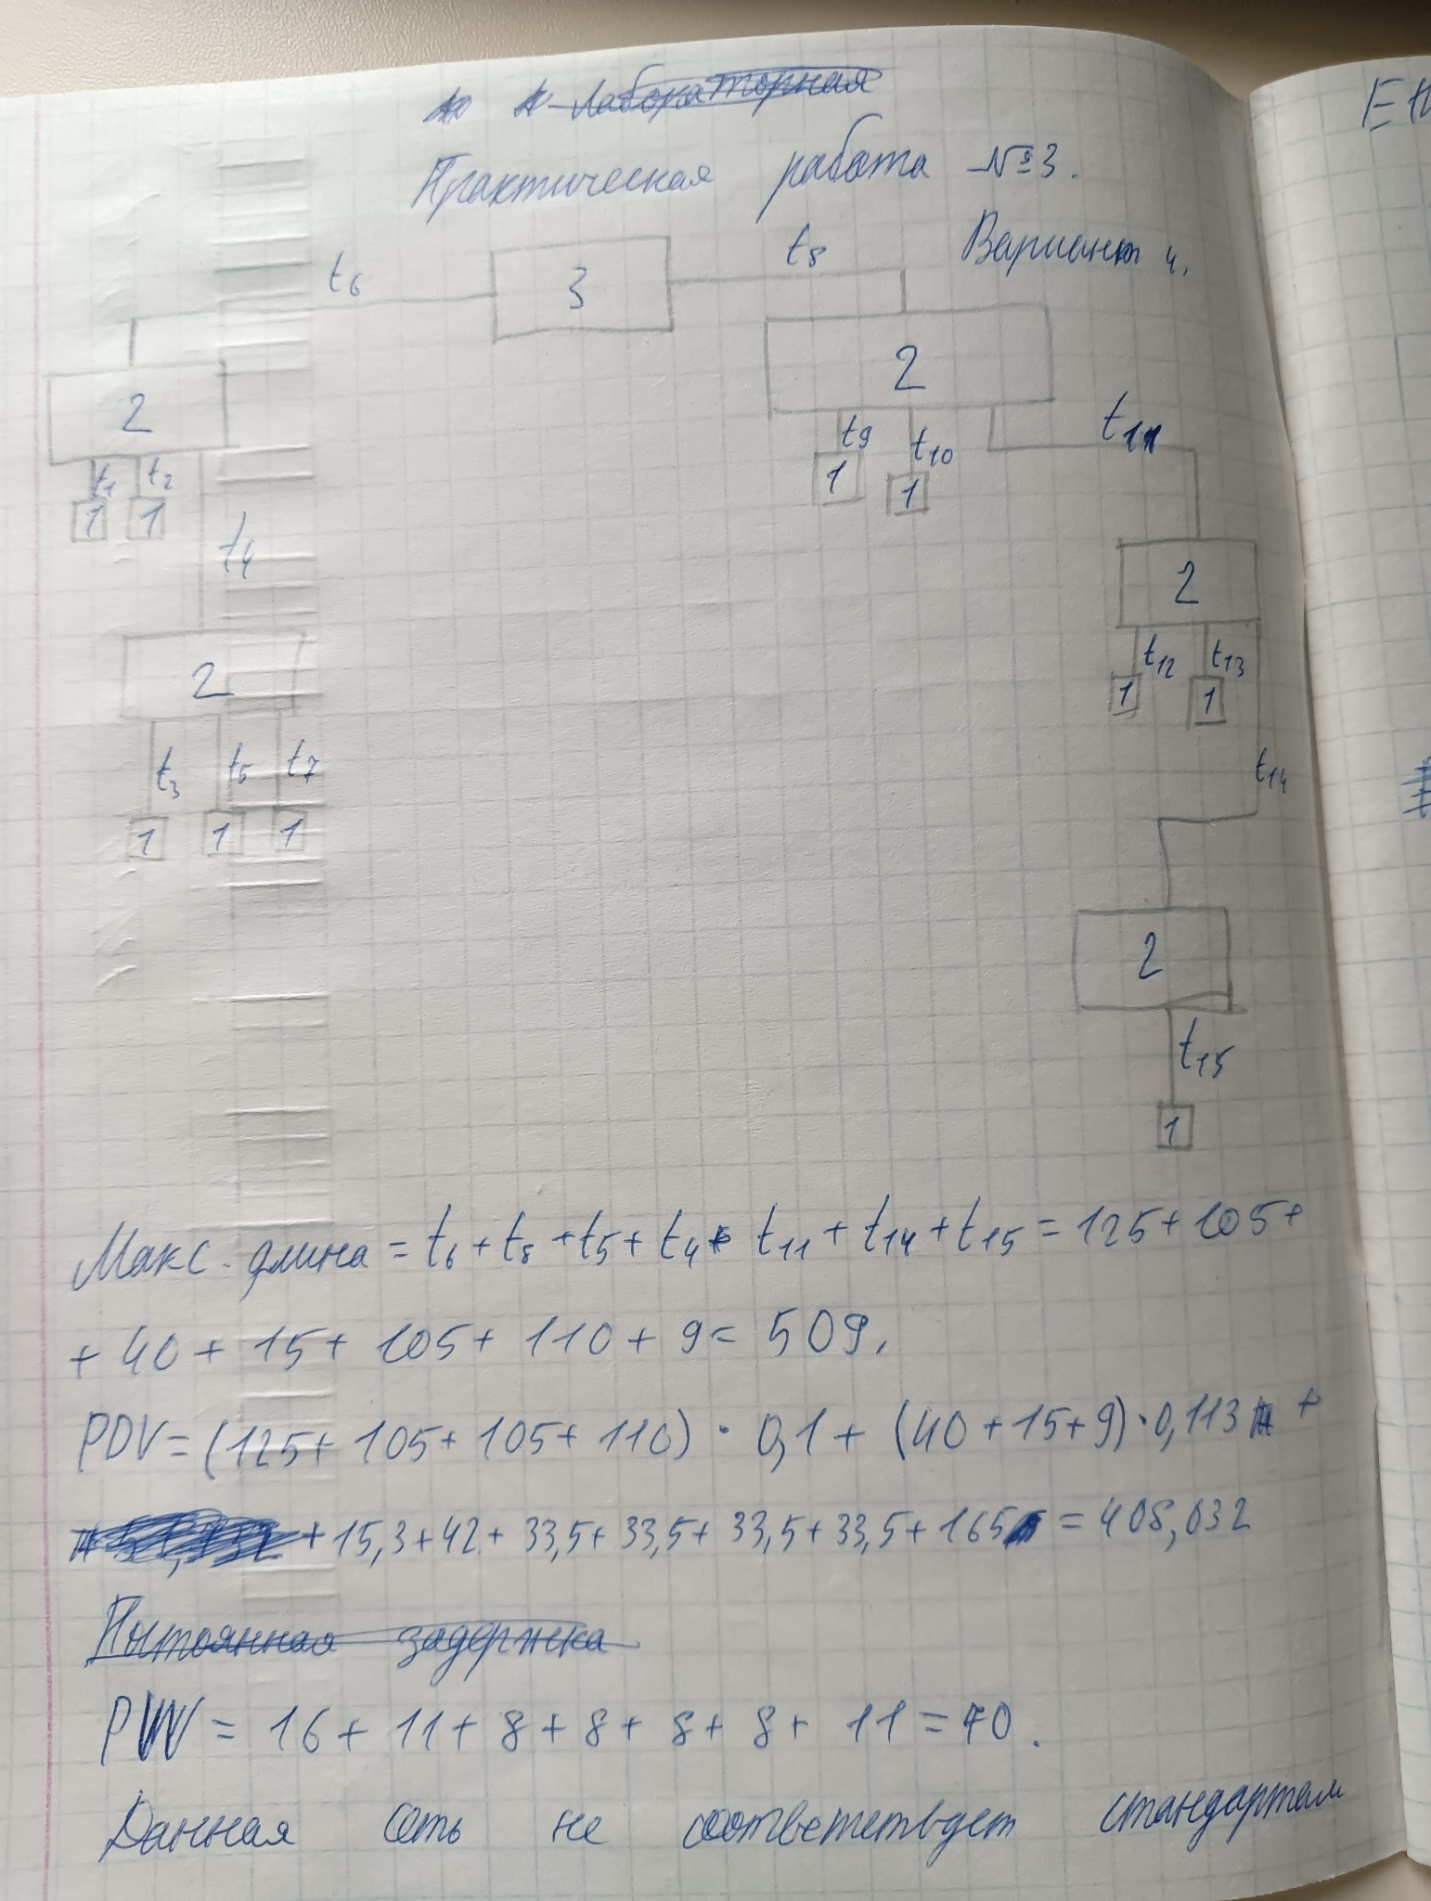 Лабораторная
Практическая работа №3.
Вариант 4.
t6 3 t8
2 2
t1 t2 t9 t10 t11
1 1 1 1
t4
2 2
t12 t13
1 1
t3 t5 t7 t14
1 1 1
2
t15
1
Макс. длина = t6 + t8 + t5 + t4 + t11 + t14 + t15 = 125 + 105 +
+ 40 + 15 + 105 + 110 + 9 = 509.
PDV = (125 + 105 + 105 + 110) · 0,1 + (40 + 15 + 9) · 0,113 +
+ 15,3 + 42 + 33,5 + 33,5 + 33,5 + 33,5 + 165 = 408,032
Постоянная задержка
PVV = 16 + 11 + 8 + 8 + 8 + 8 + 11 = 70.
Данная сеть не соответствует стандартам